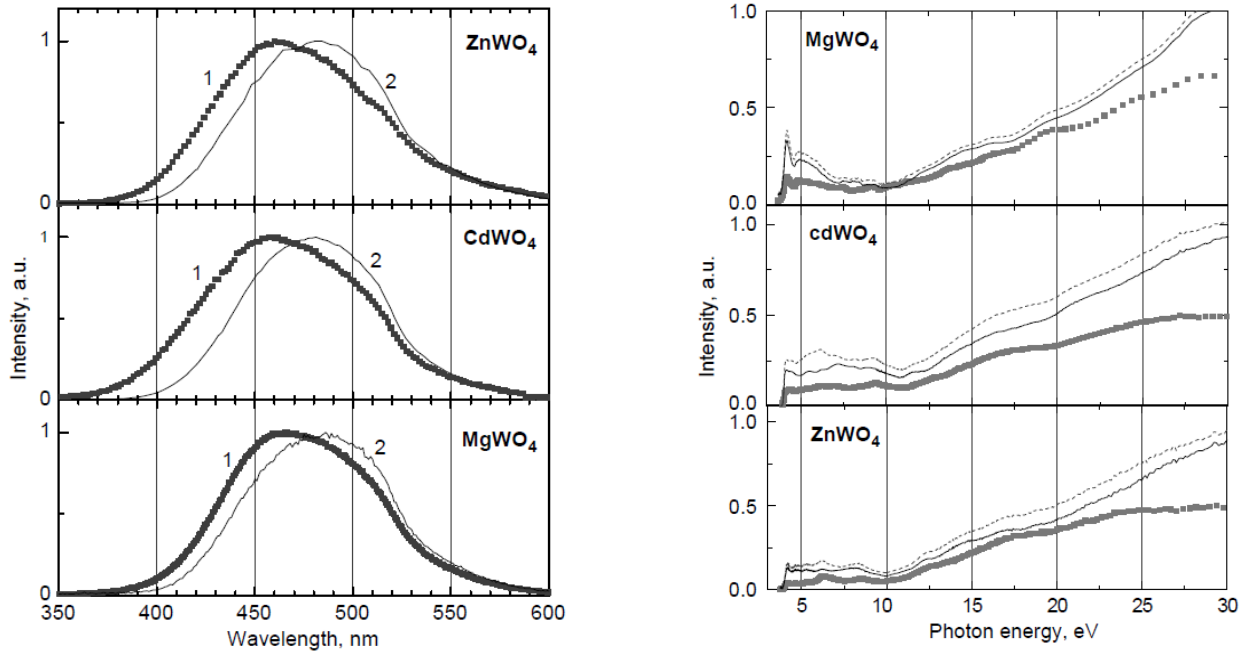 ZnWO4
1
1
2
0
CdWO4
1
1
2
0
MgWO4
1
1
2
0
350 400 450 500 550 600
Wavelength, nm
Intensity, a.u.
1.0
MgWO4
0.5
0.0
1.0
cdWO4
0.5
0.0
1.0
ZnWO4
0.5
0.0
5 10 15 20 25 30
Photon energy, eV
Intensity, a.u.